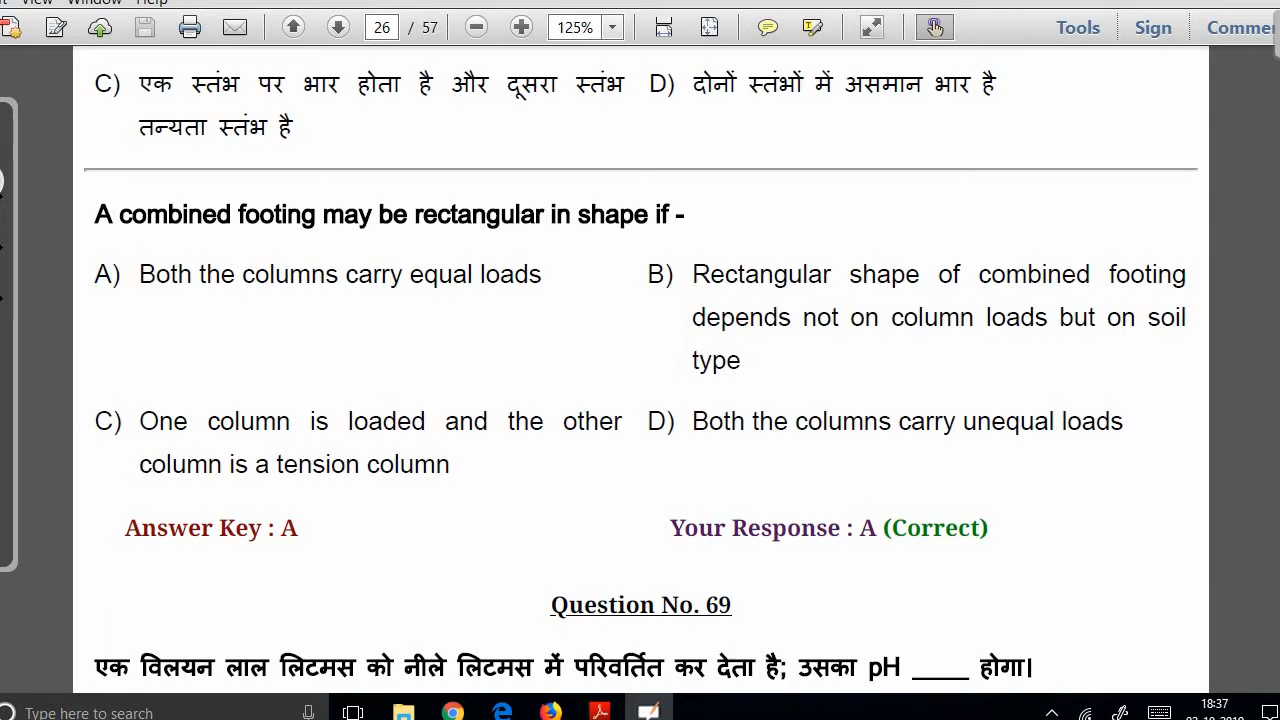 View Window Help
26 / 57 125% Tools Sign Commen
C) एक स्तंभ पर भार होता है और दूसरा स्तंभ D) दोनों स्तंभों में असमान भार है
तन्यता स्तंभ है
A combined footing may be rectangular in shape if -
A) Both the columns carry equal loads B) Rectangular shape of combined footing
depends not on column loads but on soil
type
C) One column is loaded and the other D) Both the columns carry unequal loads
column is a tension column
Answer Key : A Your Response : A (Correct)
Question No. 69
एक विलयन लाल लिटमस को नीले लिटमस में परिवर्तित कर देता है; उसका pH _____ होगा।
Type here to search 18:37